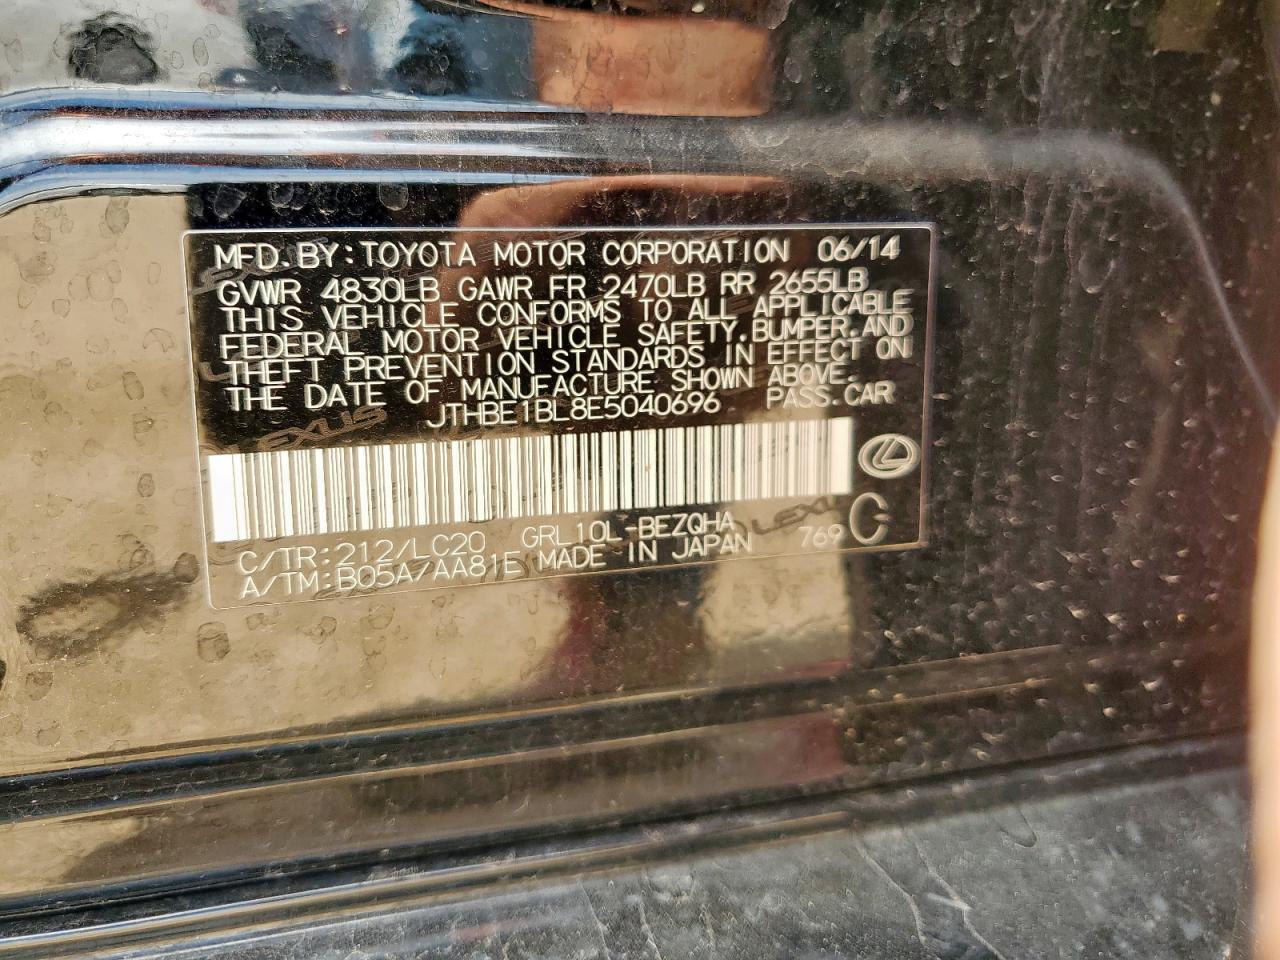 MFD. BY: TOYOTA MOTOR CORPORATION 06/14
GVWR 4830LB GAWR FR 2470LB RR 2655LB
THIS VEHICLE CONFORMS TO ALL APPLICABLE
FEDERAL MOTOR VEHICLE SAFETY, BUMPER, AND
THEFT PREVENTION STANDARDS IN EFFECT ON
THE DATE OF MANUFACTURE SHOWN ABOVE.
JTHBE1BL8E5040696 PASS. CAR
C/TR: 212/LC20 GRL10L-BEZQHA
A/TM: B05A/AA81E MADE IN JAPAN 769 C
LEXUS